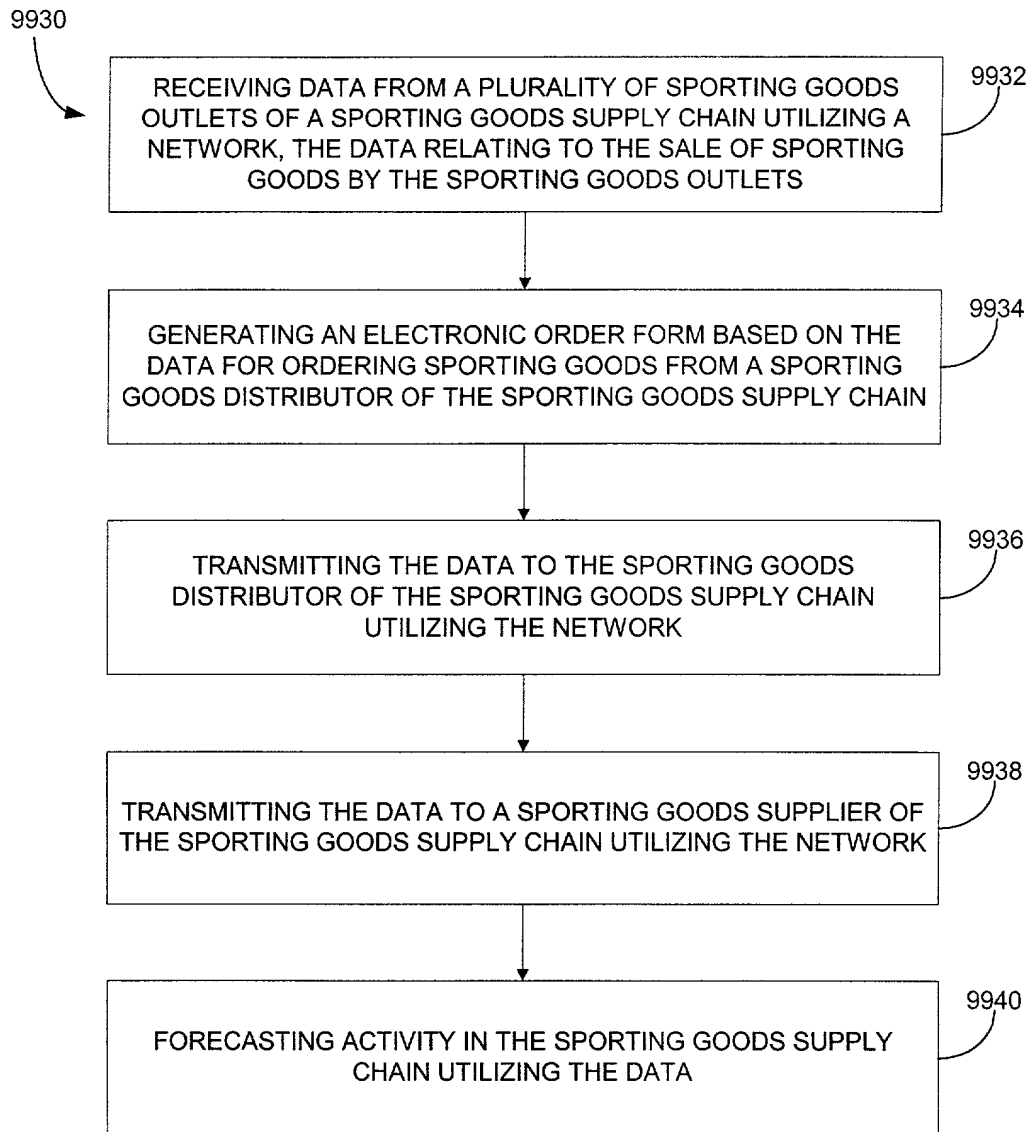 9930
RECEIVING DATA FROM A PLURALITY OF SPORTING GOODS
OUTLETS OF A SPORTING GOODS SUPPLY CHAIN UTILIZING A
NETWORK, THE DATA RELATING TO THE SALE OF SPORTING
GOODS BY THE SPORTING GOODS OUTLETS
9932
GENERATING AN ELECTRONIC ORDER FORM BASED ON THE
DATA FOR ORDERING SPORTING GOODS FROM A SPORTING
GOODS DISTRIBUTOR OF THE SPORTING GOODS SUPPLY CHAIN
9934
TRANSMITTING THE DATA TO THE SPORTING GOODS
DISTRIBUTOR OF THE SPORTING GOODS SUPPLY CHAIN
UTILIZING THE NETWORK
9936
TRANSMITTING THE DATA TO A SPORTING GOODS SUPPLIER OF
THE SPORTING GOODS SUPPLY CHAIN UTILIZING THE NETWORK
9938
FORECASTING ACTIVITY IN THE SPORTING GOODS SUPPLY
CHAIN UTILIZING THE DATA
9940